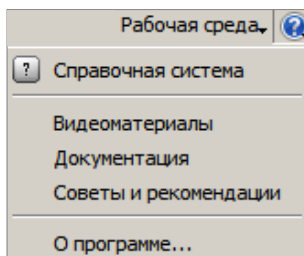 Рабочая среда
?
Справочная система
Видеоматериалы
Документация
Советы и рекомендации
О программе...